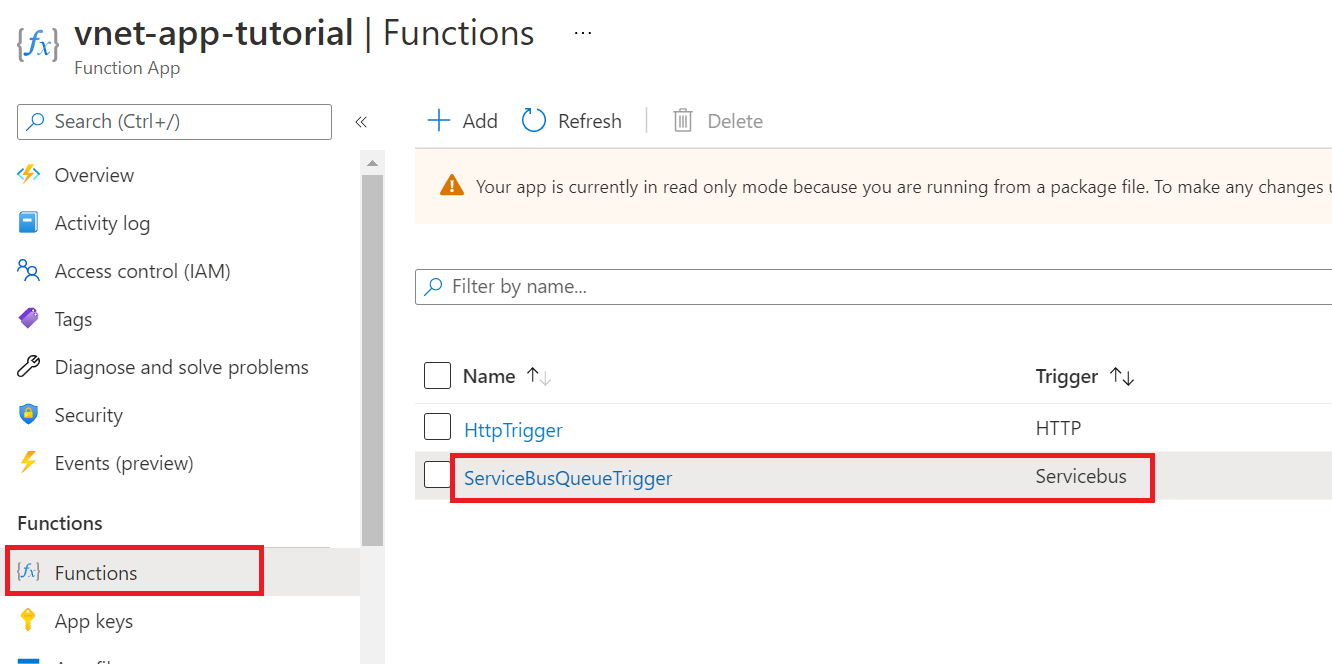 vnet-app-tutorial | Functions ...
Function App
Search (Ctrl+/)
«
Overview
Activity log
Access control (IAM)
Tags
Diagnose and solve problems
Security
Events (preview)
Functions
Functions
App keys
Add Refresh Delete
Your app is currently in read only mode because you are running from a package file. To make any changes
Filter by name...
Name Trigger
HttpTrigger HTTP
ServiceBusQueueTrigger Servicebus